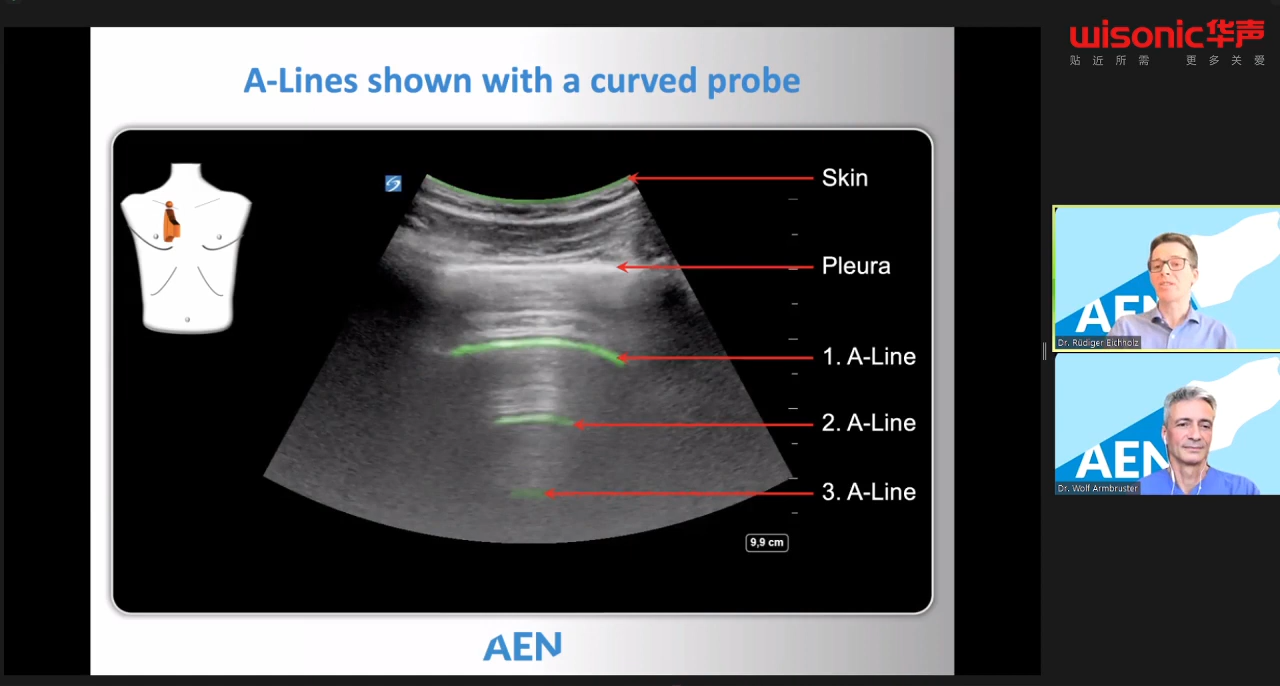 wisonic华声
贴近所需 更多关爱
A-Lines shown with a curved probe
Skin
Pleura
1. A-Line
2. A-Line
3. A-Line
9,9 cm
AEN
AEN
Dr. Rüdiger Eichholz
AEN
Dr. Wolf Armbruster